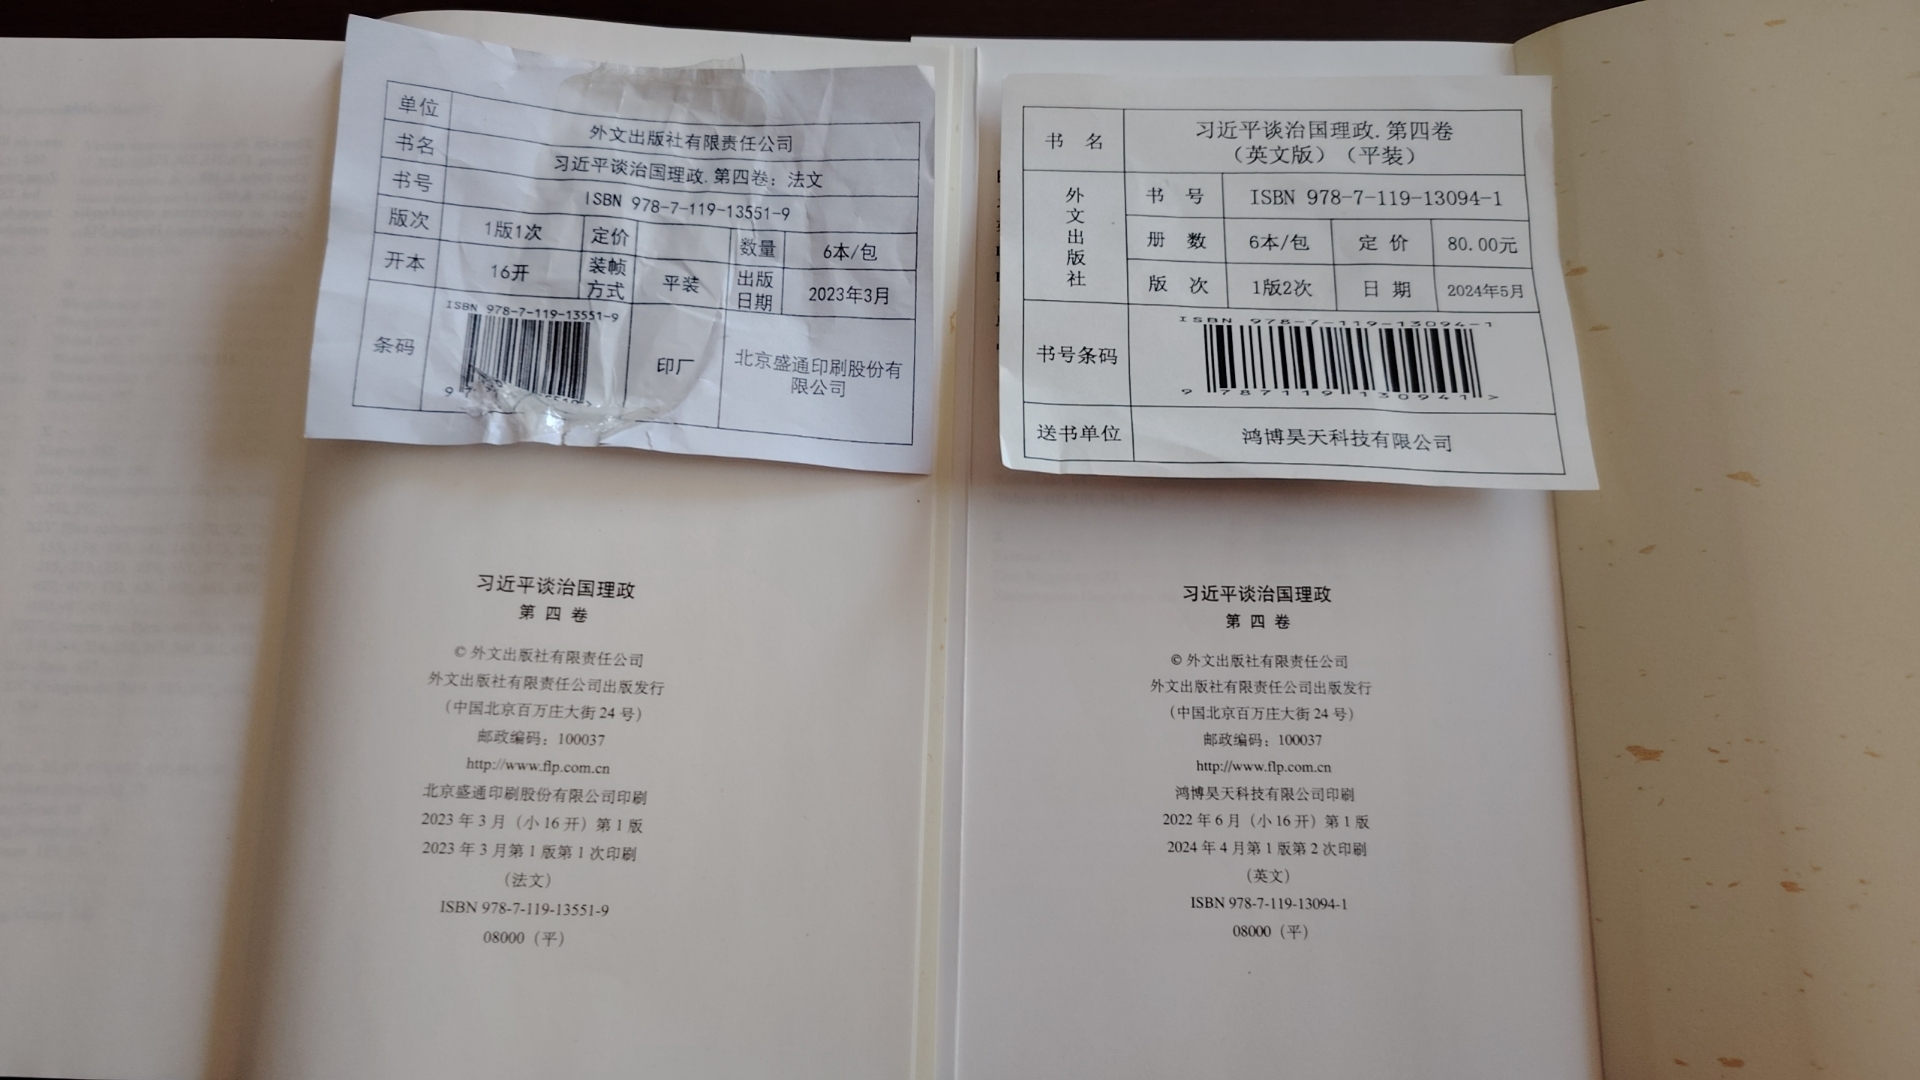 单位
外文出版社有限责任公司
书名
习近平谈治国理政.第四卷：法文
书号
ISBN 978-7-119-13551-9
版次
1版1次
定价
数量
6本/包
开本
16开
装帧
方式
平装
出版
日期
2023年3月
条码
ISBN 978-7-119-13551-9
印厂
北京盛通印刷股份有
限公司
习近平谈治国理政
第 四 卷
© 外文出版社有限责任公司
外文出版社有限责任公司出版发行
（中国北京百万庄大街 24 号）
邮政编码：100037
http://www.flp.com.cn
北京盛通印刷股份有限公司印刷
2023 年 3 月（小 16 开）第 1 版
2023 年 3 月第 1 版第 1 次印刷
（法文）
ISBN 978-7-119-13551-9
08000（平）
书 名
习近平谈治国理政.第四卷
（英文版）（平装）
外文出版社
书 号
ISBN 978-7-119-13094-1
册 数
6本/包
定 价
80.00元
版 次
1版2次
日 期
2024年5月
书号条码
ISBN 978-7-119-13094-1
9 787119 130941 >
送书单位
鸿博昊天科技有限公司
习近平谈治国理政
第 四 卷
© 外文出版社有限责任公司
外文出版社有限责任公司出版发行
（中国北京百万庄大街 24 号）
邮政编码：100037
http://www.flp.com.cn
鸿博昊天科技有限公司印刷
2022 年 6 月（小 16 开）第 1 版
2024 年 4 月第 1 版第 2 次印刷
（英文）
ISBN 978-7-119-13094-1
08000（平）